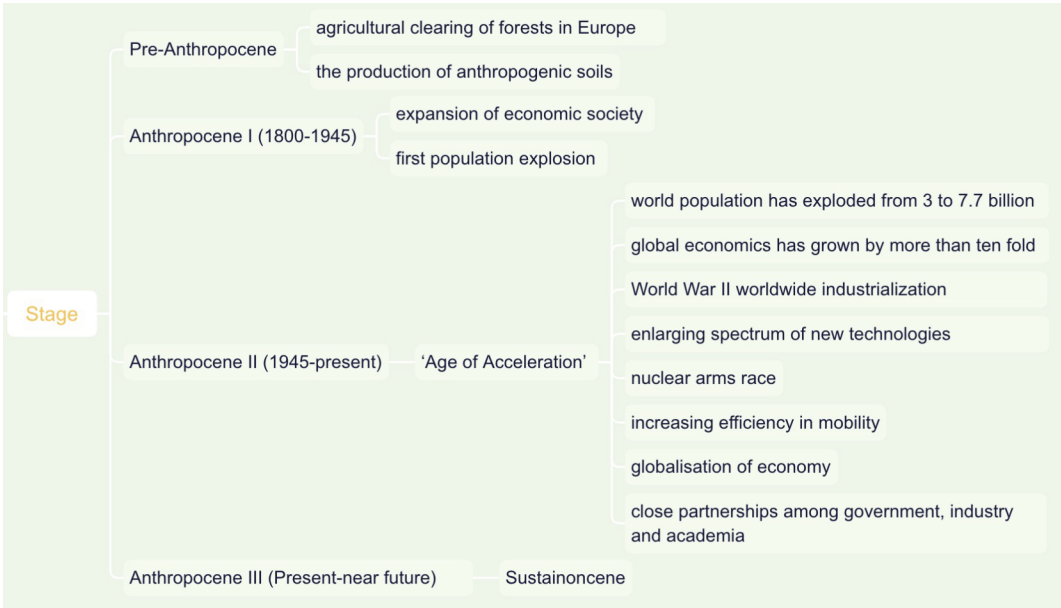 Stage
Pre-Anthropocene
agricultural clearing of forests in Europe
the production of anthropogenic soils
Anthropocene I (1800-1945)
expansion of economic society
first population explosion
Anthropocene II (1945-present)
‘Age of Acceleration’
world population has exploded from 3 to 7.7 billion
global economics has grown by more than ten fold
World War II worldwide industrialization
enlarging spectrum of new technologies
nuclear arms race
increasing efficiency in mobility
globalisation of economy
close partnerships among government, industry
and academia
Anthropocene III (Present-near future)
Sustainoncene